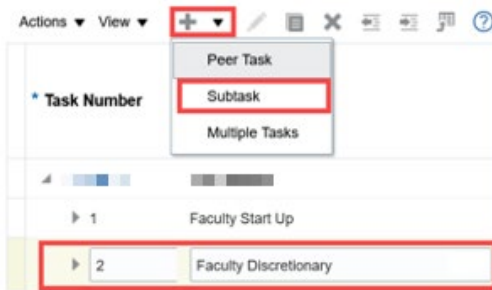 Actions ▼ View ▼
Peer Task
Subtask
Multiple Tasks
* Task Number
1 Faculty Start Up
2 Faculty Discretionary